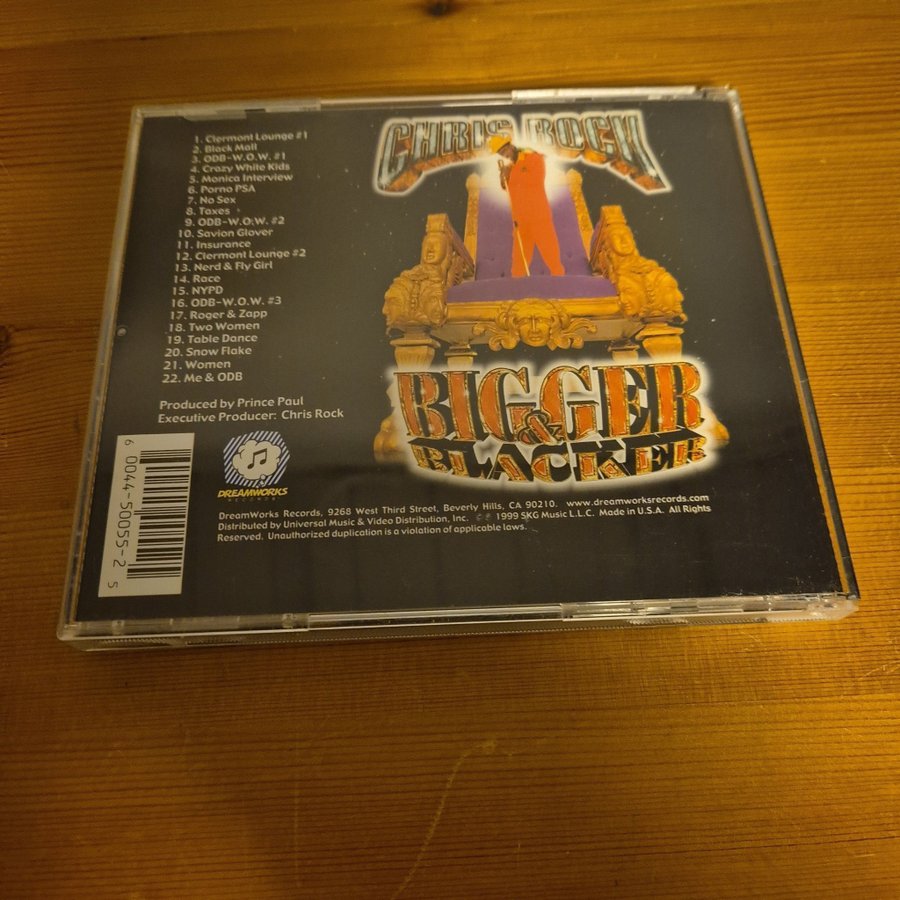 1. Clermont Lounge #1
2. Black Mall
3. ODB-W.O.W. #1
4. Crazy White Kids
5. Monica Interview
6. Porno PSA
7. No Sex
8. Taxes
9. ODB-W.O.W. #2
10. Savion Glover
11. Insurance
12. Clermont Lounge #2
13. Nerd & Fly Girl
14. Race
15. NYPD
16. ODB-W.O.W. #3
17. Roger & Zapp
18. Two Women
19. Table Dance
20. Snow Flake
21. Women
22. Me & ODB
Produced by Prince Paul
Executive Producer: Chris Rock
CHRIS ROCK
BIGGER
&
BLACKER
6 0044-50055-2 5
DREAMWORKS
RECORDS
DreamWorks Records, 9268 West Third Street, Beverly Hills, CA 90210. www.dreamworksrecords.com
Distributed by Universal Music & Video Distribution, Inc. ℗ © 1999 SKG Music L.L.C. Made in U.S.A. All Rights
Reserved. Unauthorized duplication is a violation of applicable laws.